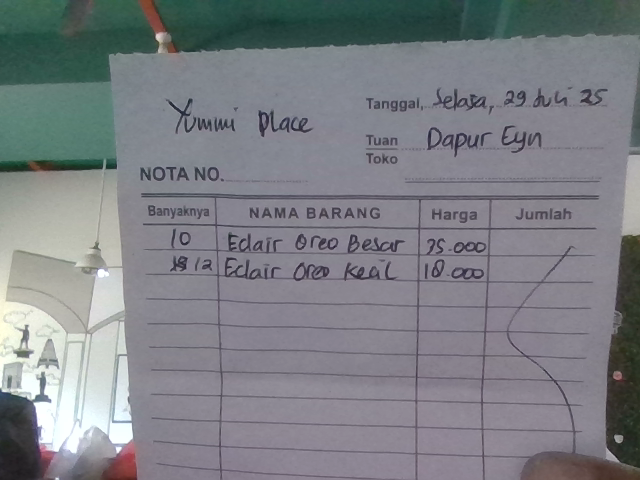 Yummi Place
Tanggal, Selasa, 29 Juli 25
Tuan Dapur Eyn
Toko
NOTA NO.
Banyaknya NAMA BARANG Harga Jumlah
10 Eclair Oreo Besar 35.000
12 Eclair Oreo Kecil 18.000